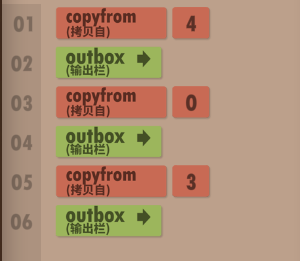 01 copyfrom 4
(拷贝自)
02 outbox
(输出栏)
03 copyfrom 0
(拷贝自)
04 outbox
(输出栏)
05 copyfrom 3
(拷贝自)
06 outbox
(输出栏)